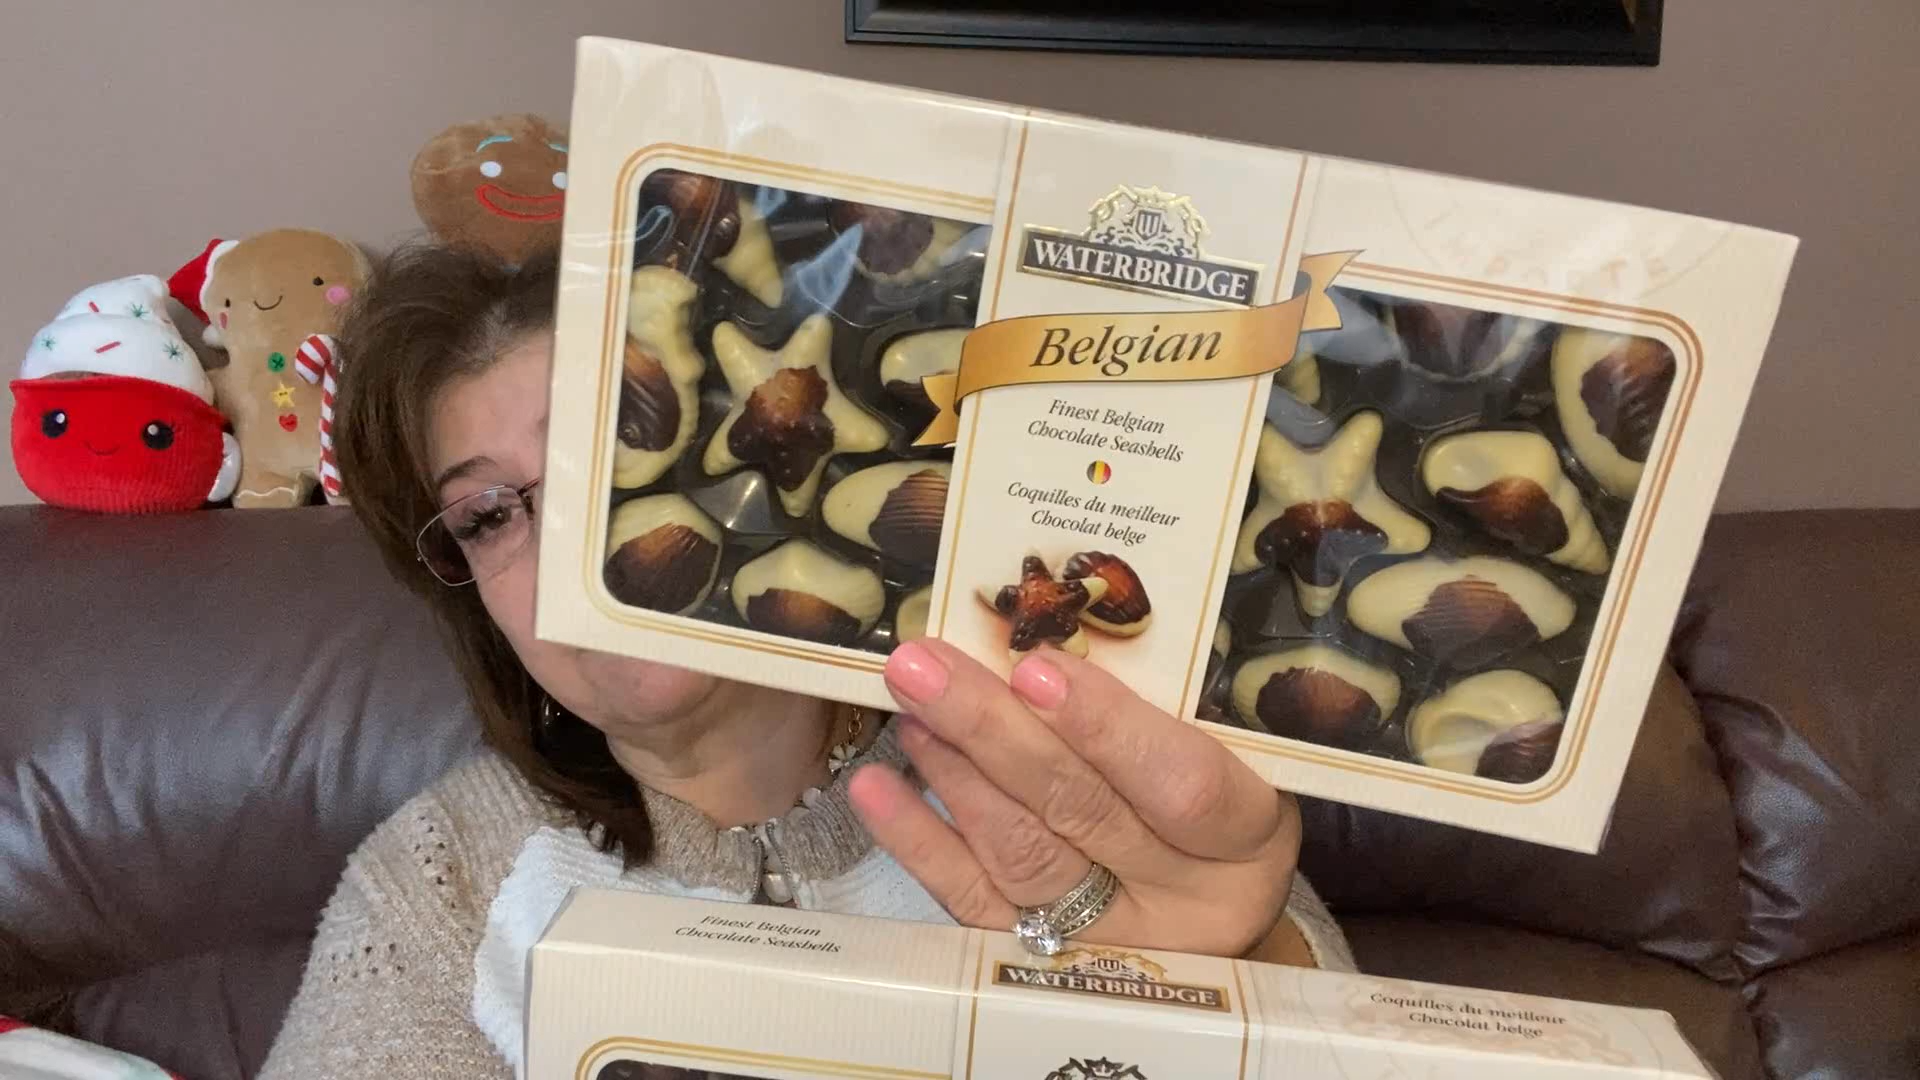 W
WATERBRIDGE
Belgian
Finest Belgian
Chocolate Seashells
Coquilles du meilleur
Chocolat belge
IMPORTE
Finest Belgian
Chocolate Seashells
W
WATERBRIDGE
Coquilles du meilleur
Chocolat belge